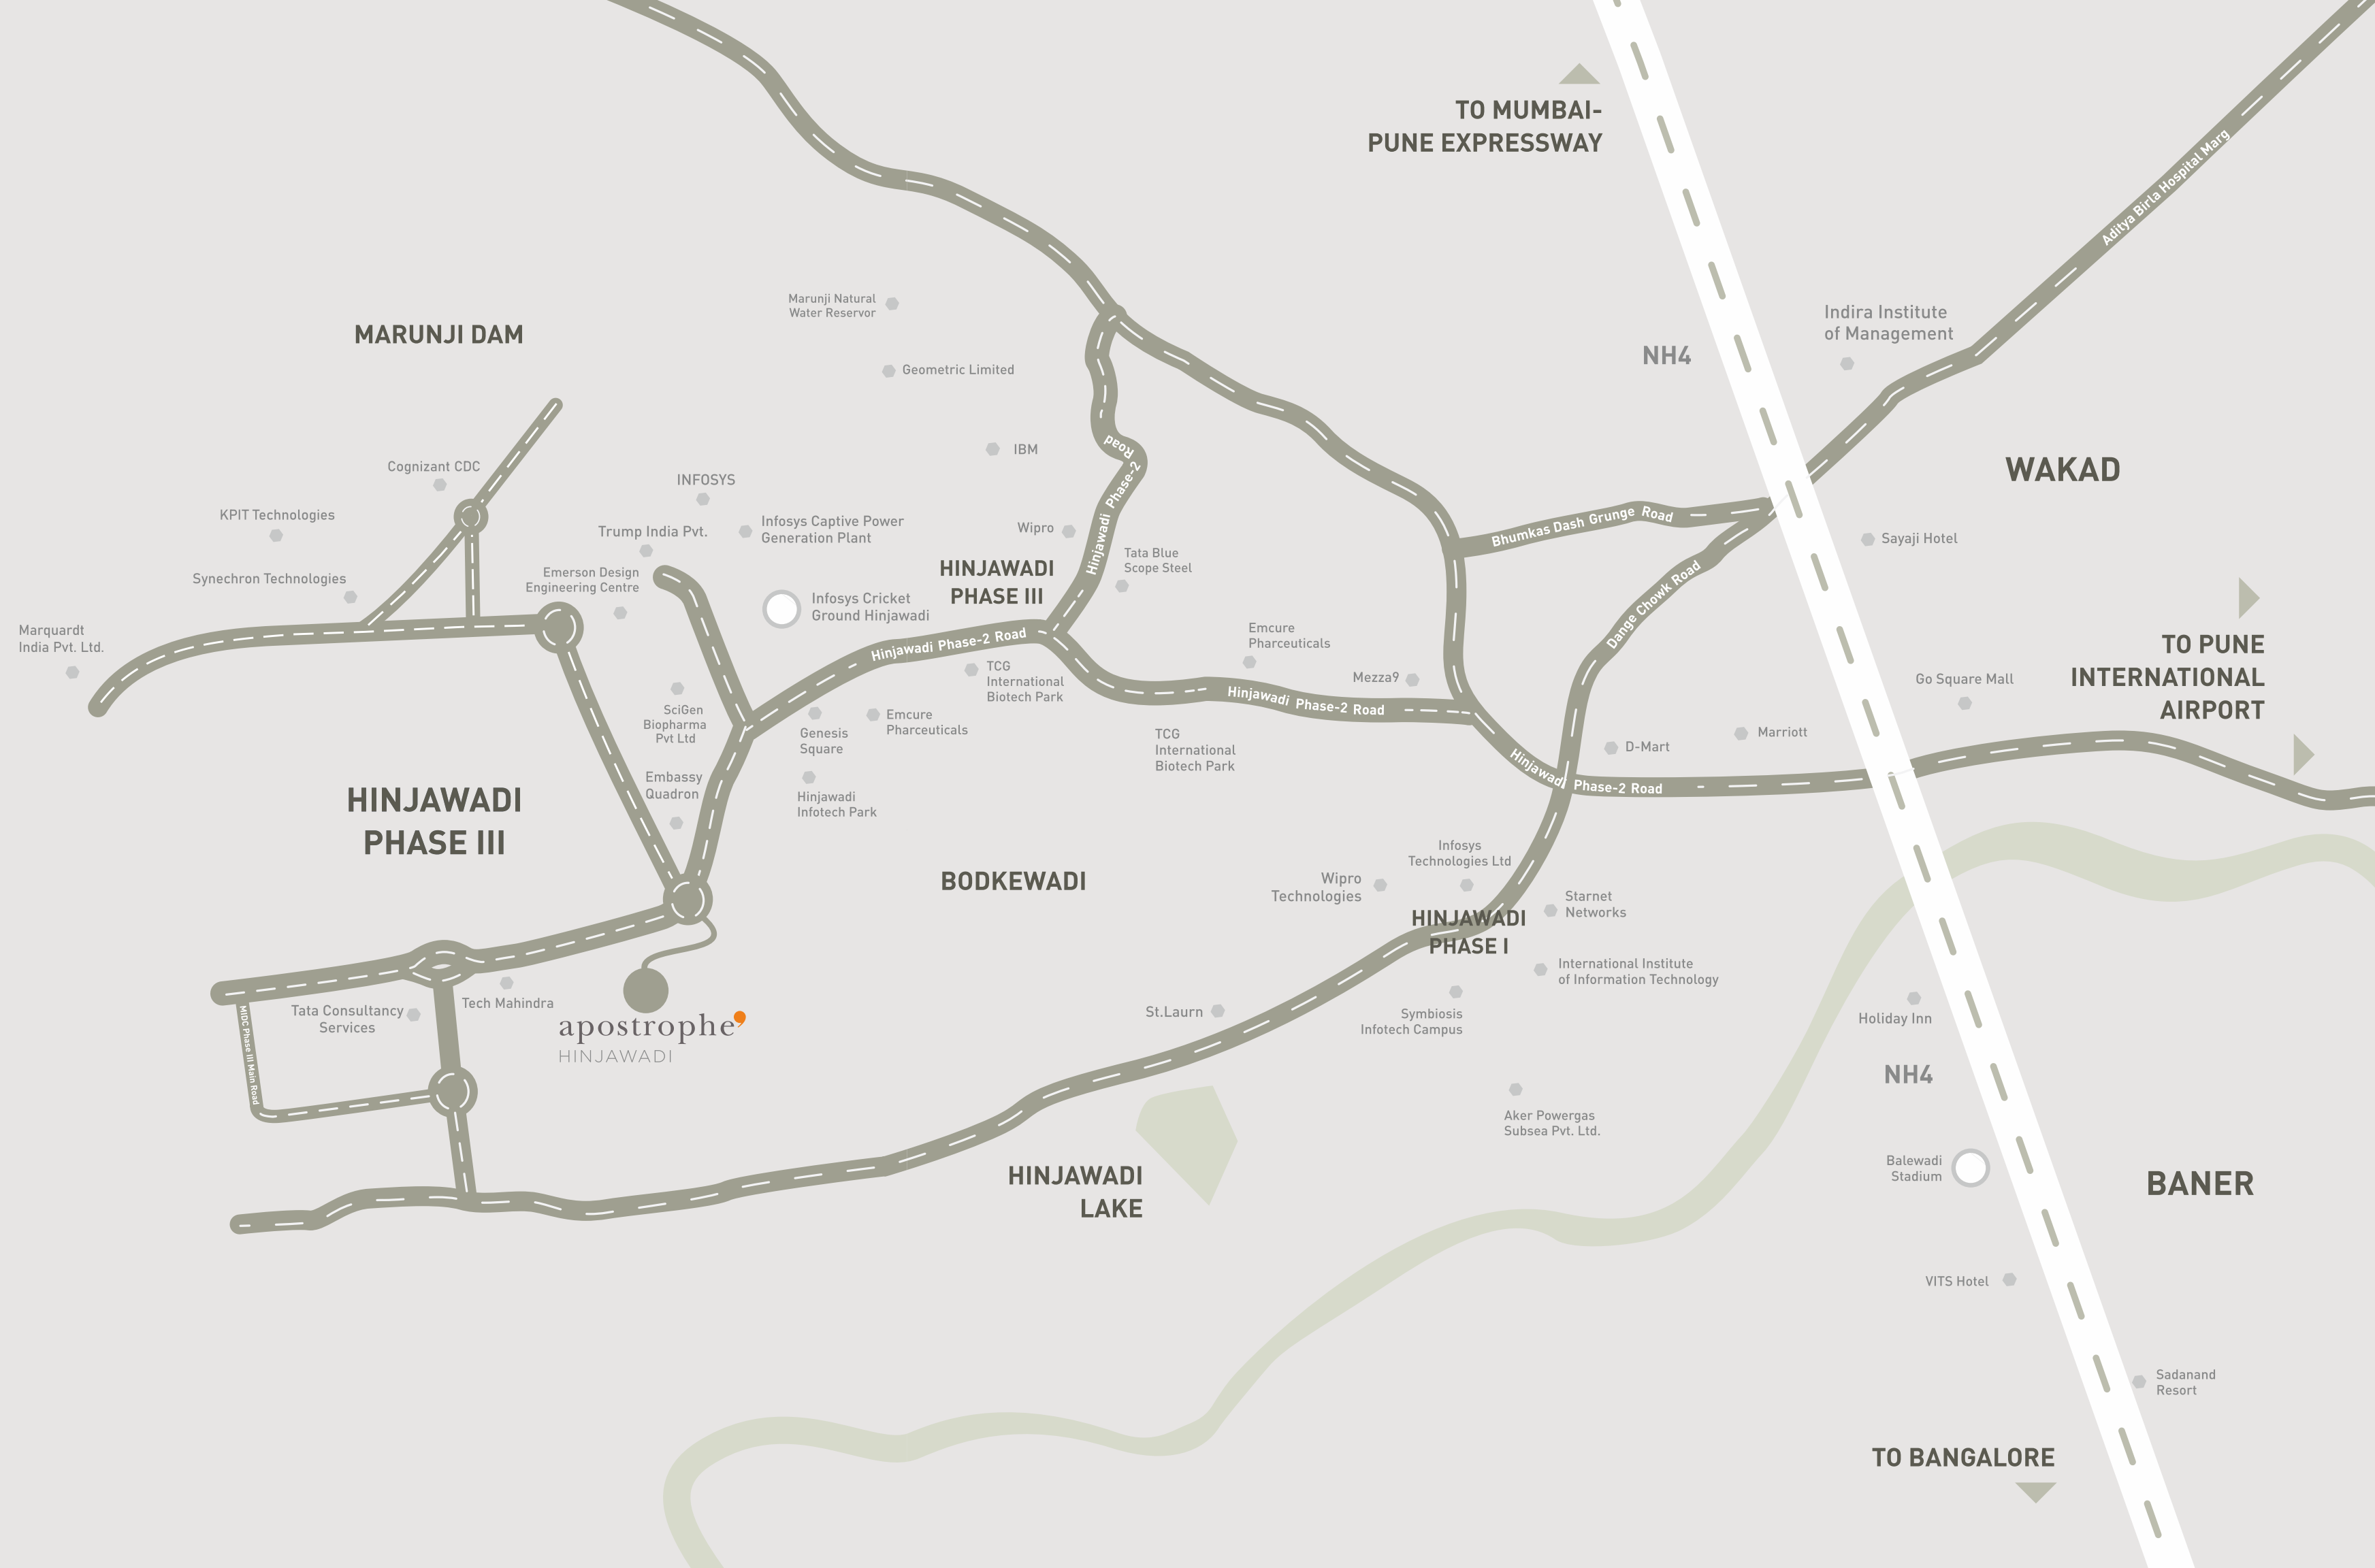 TO MUMBAI-
PUNE EXPRESSWAY
Aditya Birla Hospital Marg
Marunji Natural
Water Reservor
MARUNJI DAM
Indira Institute
of Management
NH4
Geometric Limited
IBM
Hinjawadi Phase-2 Road
WAKAD
Cognizant CDC
INFOSYS
KPIT Technologies
Trump India Pvt.
Infosys Captive Power
Generation Plant
Wipro
Bhumkas Dash Grunge Road
Sayaji Hotel
Tata Blue
Scope Steel
HINJAWADI
PHASE III
Synechron Technologies
Emerson Design
Engineering Centre
Infosys Cricket
Ground Hinjawadi
Dange Chowk Road
Marquardt
India Pvt. Ltd.
Hinjawadi Phase-2 Road
Emcure
Pharceuticals
TO PUNE
INTERNATIONAL
AIRPORT
TCG
International
Biotech Park
Mezza9
Go Square Mall
Hinjawadi Phase-2 Road
SciGen
Biopharma
Pvt Ltd
Genesis
Square
Emcure
Pharceuticals
TCG
International
Biotech Park
D-Mart
Marriott
Embassy
Quadron
Hinjawadi
Infotech Park
Hinjawadi Phase-2 Road
HINJAWADI
PHASE III
Infosys
Technologies Ltd
BODKEWADI
Wipro
Technologies
Starnet
Networks
HINJAWADI
PHASE I
International Institute
of Information Technology
Tech Mahindra
Tata Consultancy
Services
MIDC Phase III Main Road
apostrophe’
HINJAWADI
St.Laurn
Symbiosis
Infotech Campus
Holiday Inn
NH4
Aker Powergas
Subsea Pvt. Ltd.
HINJAWADI
LAKE
Balewadi
Stadium
BANER
VITS Hotel
Sadanand
Resort
TO BANGALORE